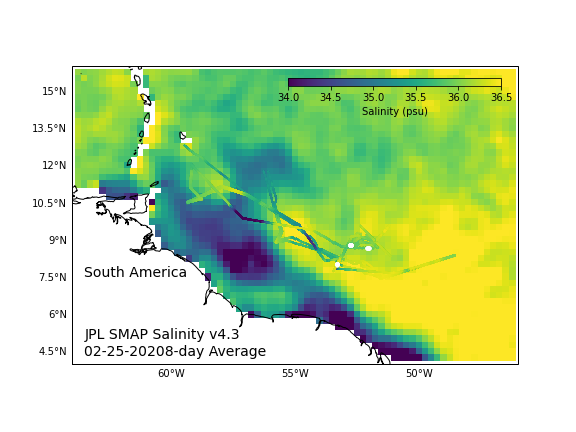 15°N
13.5°N
12°N
10.5°N
9°N
7.5°N
6°N
4.5°N
34.0 34.5 35.0 35.5 36.0 36.5
Salinity (psu)
South America
JPL SMAP Salinity v4.3
02-25-20208-day Average
60°W 55°W 50°W